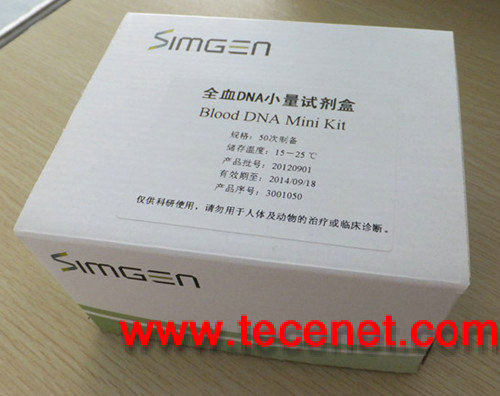 SIMGEN
全血DNA小量试剂盒
Blood DNA Mini Kit
规格：50次制备
储存温度：15－25℃
产品批号：20120901
有效期至：2014/09/18
产品序号：3001050
仅供科研使用，请勿用于人体及动物的治疗或临床诊断。
SIMGEN
www.tecenet.com